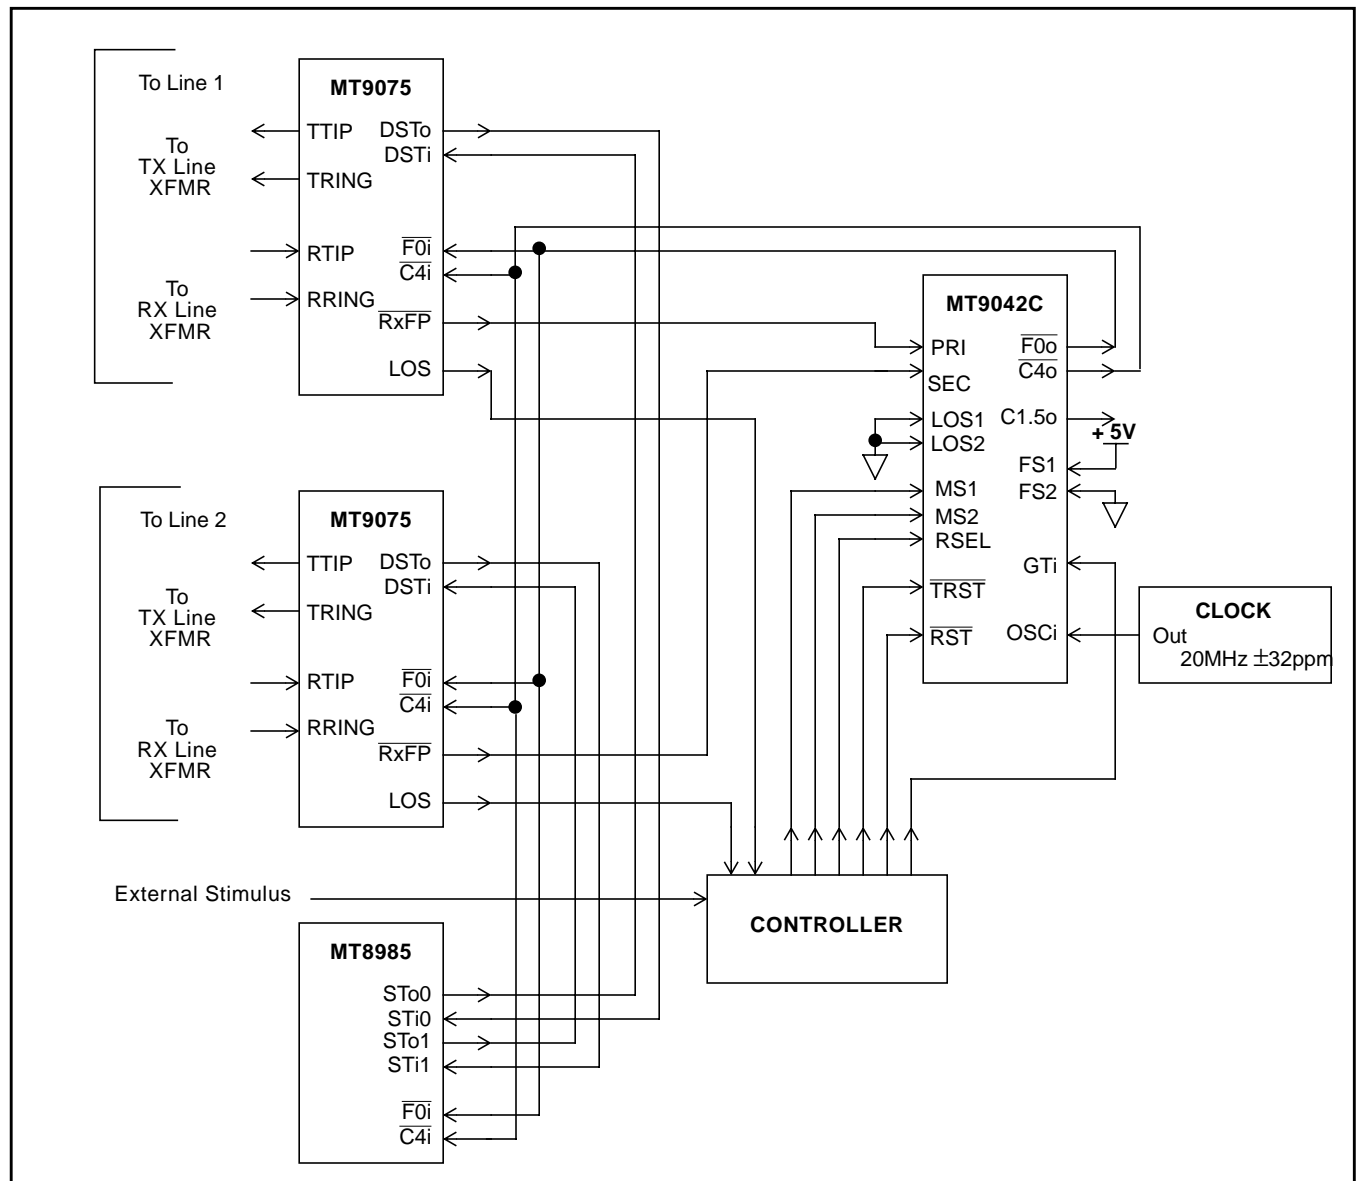 To Line 1
To
TX Line
XFMR
To
RX Line
XFMR
MT9075
TTIP
DSTo
DSTi
TRING
RTIP
F0i
C4i
RRING
RxFP
LOS
MT9042C
PRI
F0o
C4o
SEC
LOS1
C1.5o
LOS2
+ 5V
FS1
MS1
FS2
MS2
RSEL
GTi
TRST
RST
OSCi
CLOCK
Out
20MHz ±32ppm
To Line 2
To
TX Line
XFMR
To
RX Line
XFMR
MT9075
TTIP
DSTo
DSTi
TRING
RTIP
F0i
C4i
RRING
RxFP
LOS
External Stimulus
CONTROLLER
MT8985
STo0
STi0
STo1
STi1
F0i
C4i